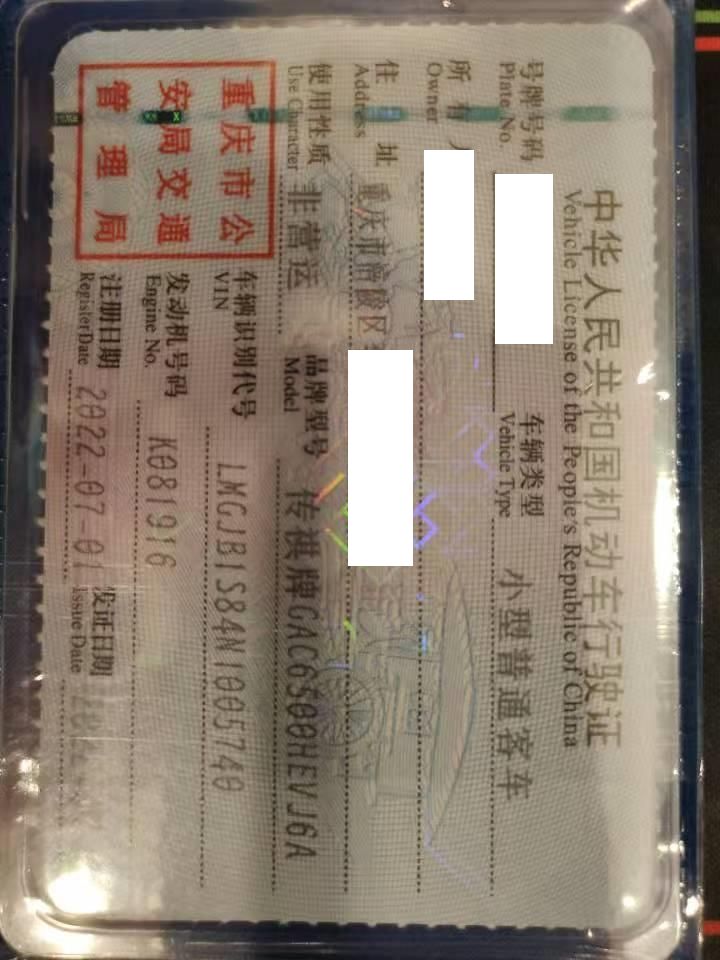 中华人民共和国机动车行驶证
Vehicle License of the People's Republic of China
号牌号码 车辆类型 小型普通客车
Plate No. Vehicle Type
所有
Owner
住址 重庆市涪陵区
Address
使用性质 非营运 品牌型号 传祺牌GAC6500HEVJ6A
Use Character Model
重庆市公
安局交通
管理局
车辆识别代号 LMGJB1S84N1005740
VIN
发动机号码 K081916
Engine No.
注册日期 2022-07-01 发证日期
Register Date Issue Date